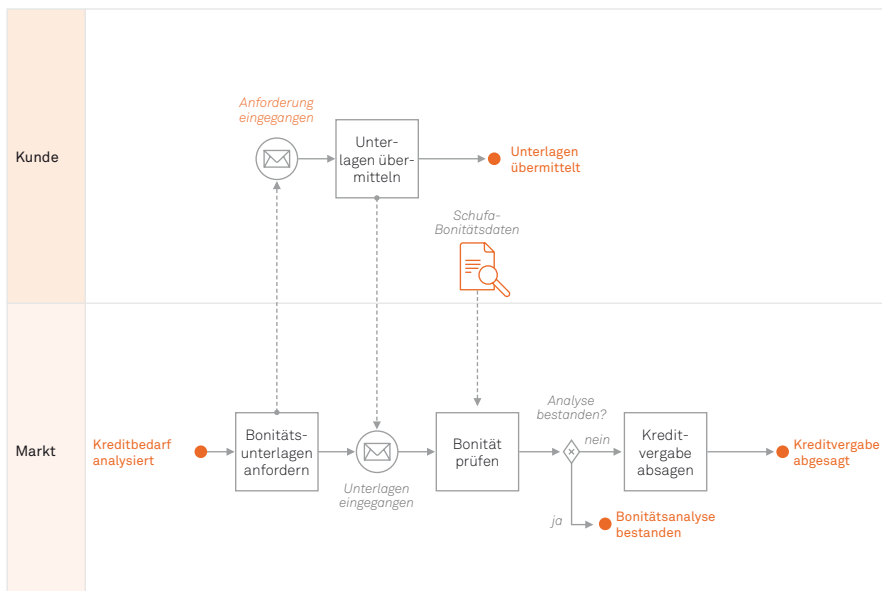 Kunde
Anforderung
eingegangen
Unter-
lagen über-
mitteln
Unterlagen
übermittelt
Schufa-
Bonitätsdaten
Markt
Kreditbedarf
analysiert
Bonitäts-
unterlagen
anfordern
Unterlagen
eingegangen
Bonität
prüfen
Analyse
bestanden?
nein
Kredit-
vergabe
absagen
Kreditvergabe
abgesagt
ja
Bonitätsanalyse
bestanden